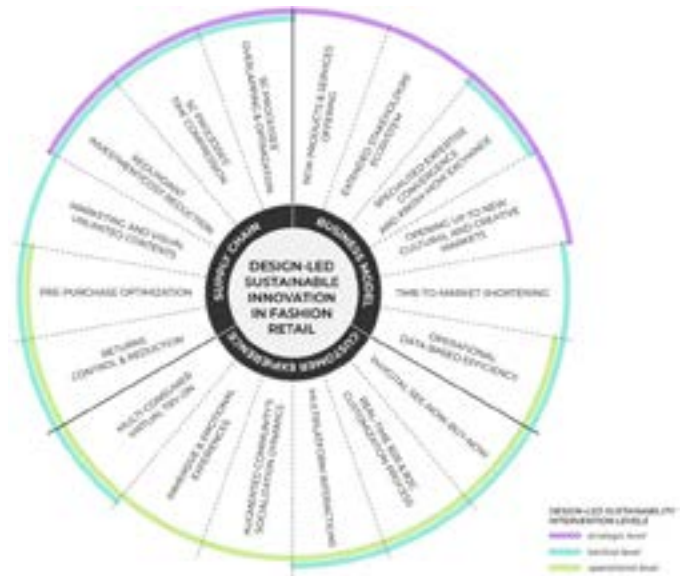 DESIGN-LED
SUSTAINABLE
INNOVATION
IN FASHION
RETAIL
BUSINESS MODEL
CUSTOMER EXPERIENCE
SUPPLY CHAIN
NEW PRODUCTS & SERVICES
OFFERING
EXTENDED STAKEHOLDERS
ECOSYSTEM
SPECIALISED EXPERTISE
CONVERGENCE
AND KNOW-HOW EXCHANGE
OPENING UP TO NEW
CULTURAL AND CREATIVE
MARKETS
TIME-TO-MARKET SHORTENING
OPERATIONAL
DATA-BASED EFFICIENCY
PIVOTAL SEE-NOW-BUY-NOW
REAL-TIME B2B & B2C
CUSTOMIZATION PROCESS
MULTIPLATFORM INTERACTIONS
AUGMENTED COMMUNITY'S
SOCIALISATION DYNAMICS
IMMERSIVE & EMOTIONAL
EXPERIENCES
MULTI-CONSUMER
VIRTUAL TRY-ON
RETURNS
CONTROL & REDUCTION
PRE-PURCHASE OPTIMIZATION
MARKETING AND VISUAL
UNLIMITED CONTENTS
REDUNDANT
INVESTMENT/COST REDUCTION
SC PROCESSES
TIME COMPRESSION
SC PROCESSES
OVERLAPPING & OPTIMIZATION
DESIGN-LED SUSTAINABILITY
INTERVENTION LEVELS
strategic level
tactical level
operational level